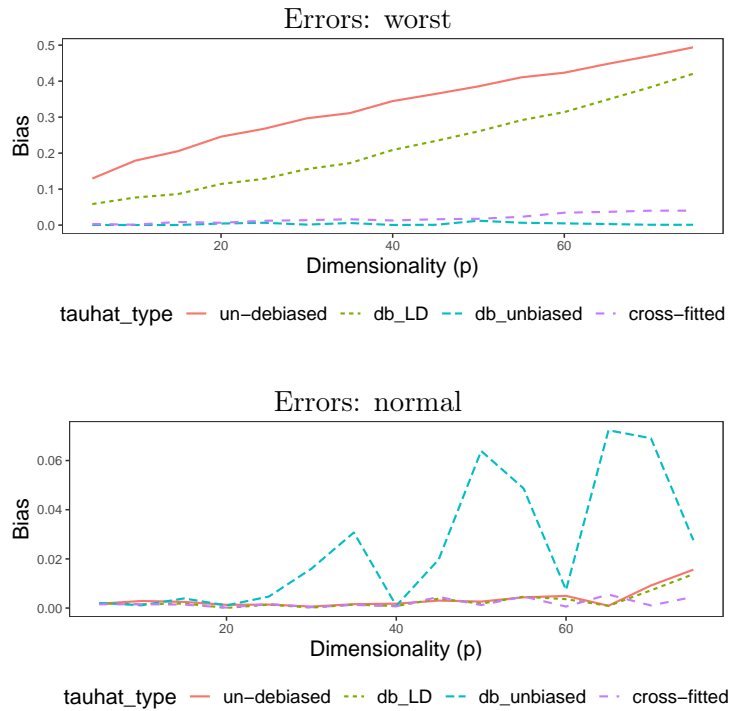 Errors: worst
0.5
0.4
0.3
0.2
0.1
0.0
Bias
20 40 60
Dimensionality (p)
tauhat_type un−debiased db_LD db_unbiased cross−fitted
Errors: normal
0.06
0.04
0.02
0.00
Bias
20 40 60
Dimensionality (p)
tauhat_type un−debiased db_LD db_unbiased cross−fitted